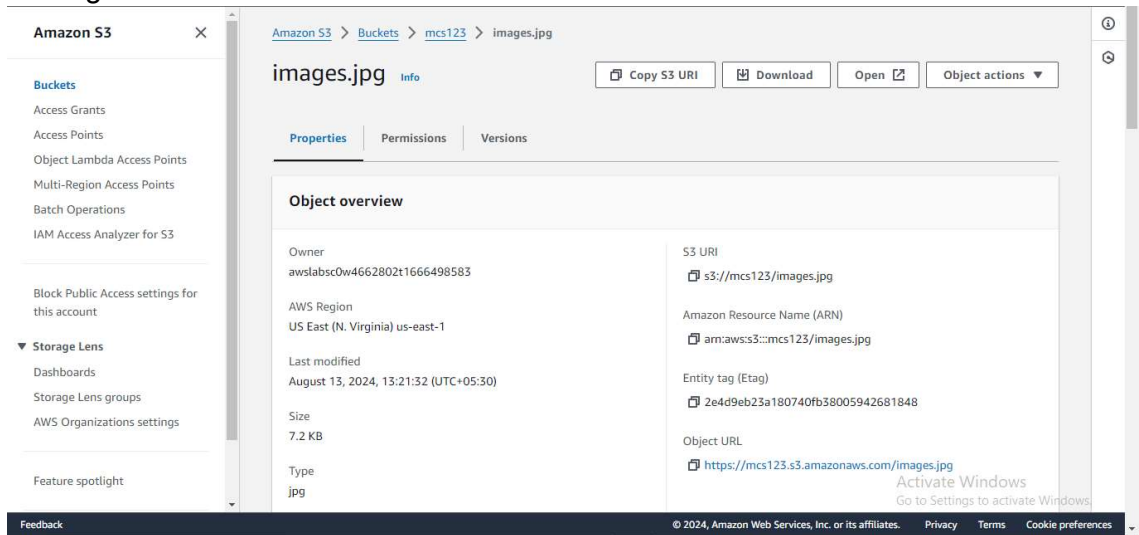 Amazon S3
Buckets
Access Grants
Access Points
Object Lambda Access Points
Multi-Region Access Points
Batch Operations
IAM Access Analyzer for S3
Block Public Access settings for
this account
Storage Lens
Dashboards
Storage Lens groups
AWS Organizations settings
Feature spotlight
Amazon S3 > Buckets > mcs123 > images.jpg
images.jpg Info
Copy S3 URI Download Open Object actions
Properties Permissions Versions
Object overview
Owner
awslabsc0w4662802t1666498583
AWS Region
US East (N. Virginia) us-east-1
Last modified
August 13, 2024, 13:21:32 (UTC+05:30)
Size
7.2 KB
Type
jpg
S3 URI
s3://mcs123/images.jpg
Amazon Resource Name (ARN)
arn:aws:s3:::mcs123/images.jpg
Entity tag (Etag)
2e4d9eb23a180740fb38005942681848
Object URL
https://mcs123.s3.amazonaws.com/images.jpg
Activate Windows
Go to Settings to activate Windows.
Feedback © 2024, Amazon Web Services, Inc. or its affiliates. Privacy Terms Cookie preferences